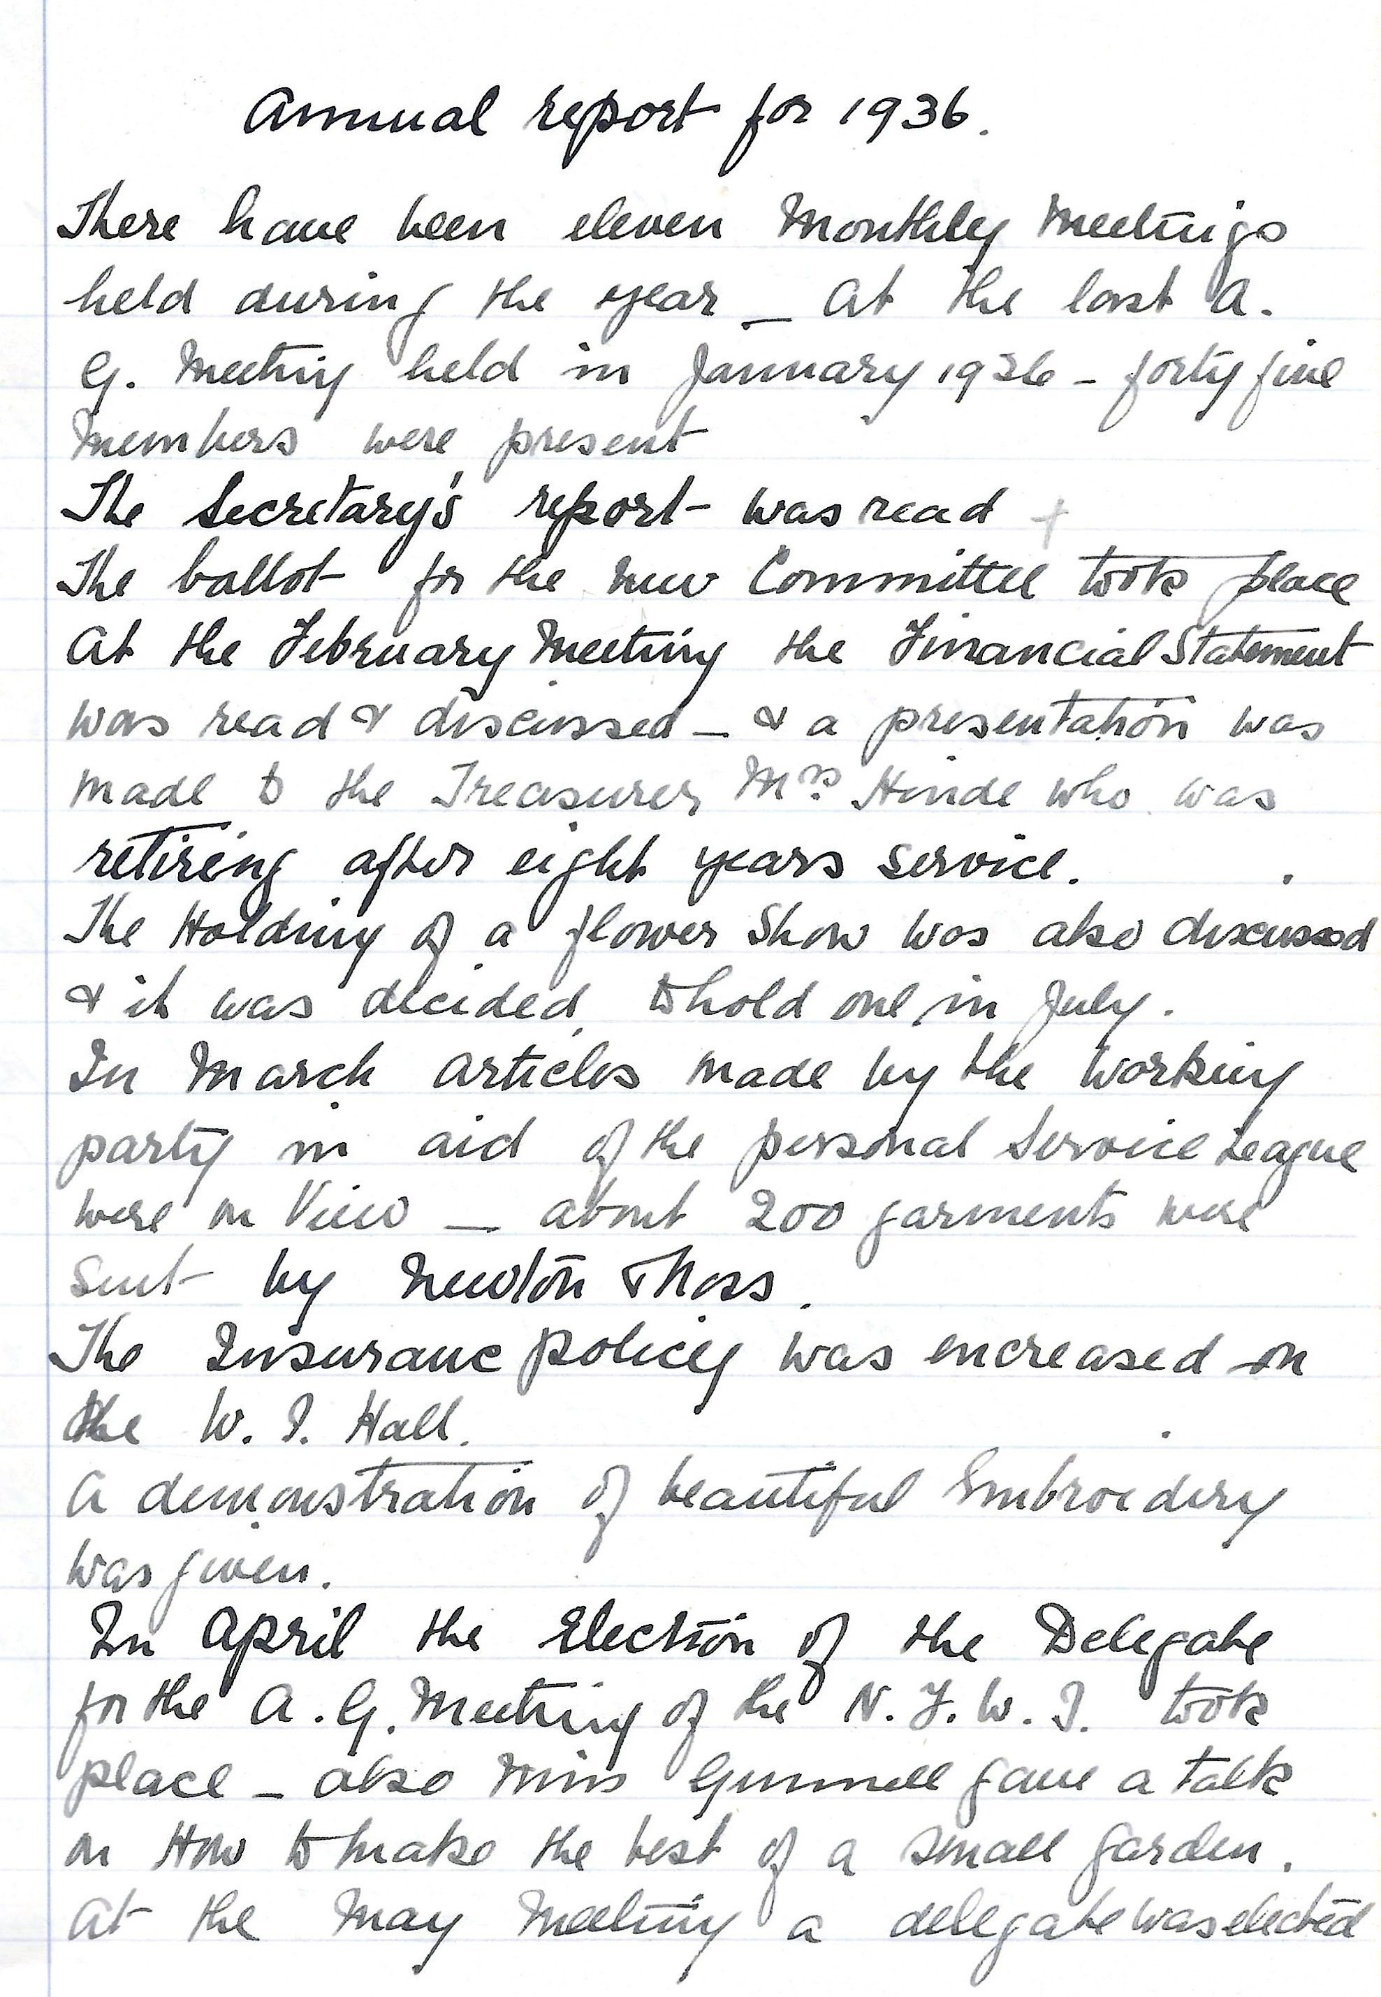 Annual report for 1936.
There have been eleven Monthly Meetings
held during the year _ At the last A.
G. Meeting held in January 1936 - forty five
Members were present
The Secretary's report - was read +
The ballot for the new Committee took place
At the February Meeting the Financial Statement
was read & discussed _ & a presentation was
made to the Treasurer, Mrs Hinde who was
retiring after eight years service.
The Holding of a flower Show was also discussed
& it was decided to hold one in July.
In March articles made by the Working
party in aid of the personal Service League
were on View _ about 200 garments were
sent by Newton & Noss.
The Insurance policy was encreased on
the W. I. Hall.
A demonstration of beautiful Embroidery
was given.
In April the Election of the Delegate
for the A. G. Meeting of the N. F. W. I. took
place _ also Miss Gunnell gave a talk
on How to make the best of a small garden.
At the May Meeting a delegate was elected